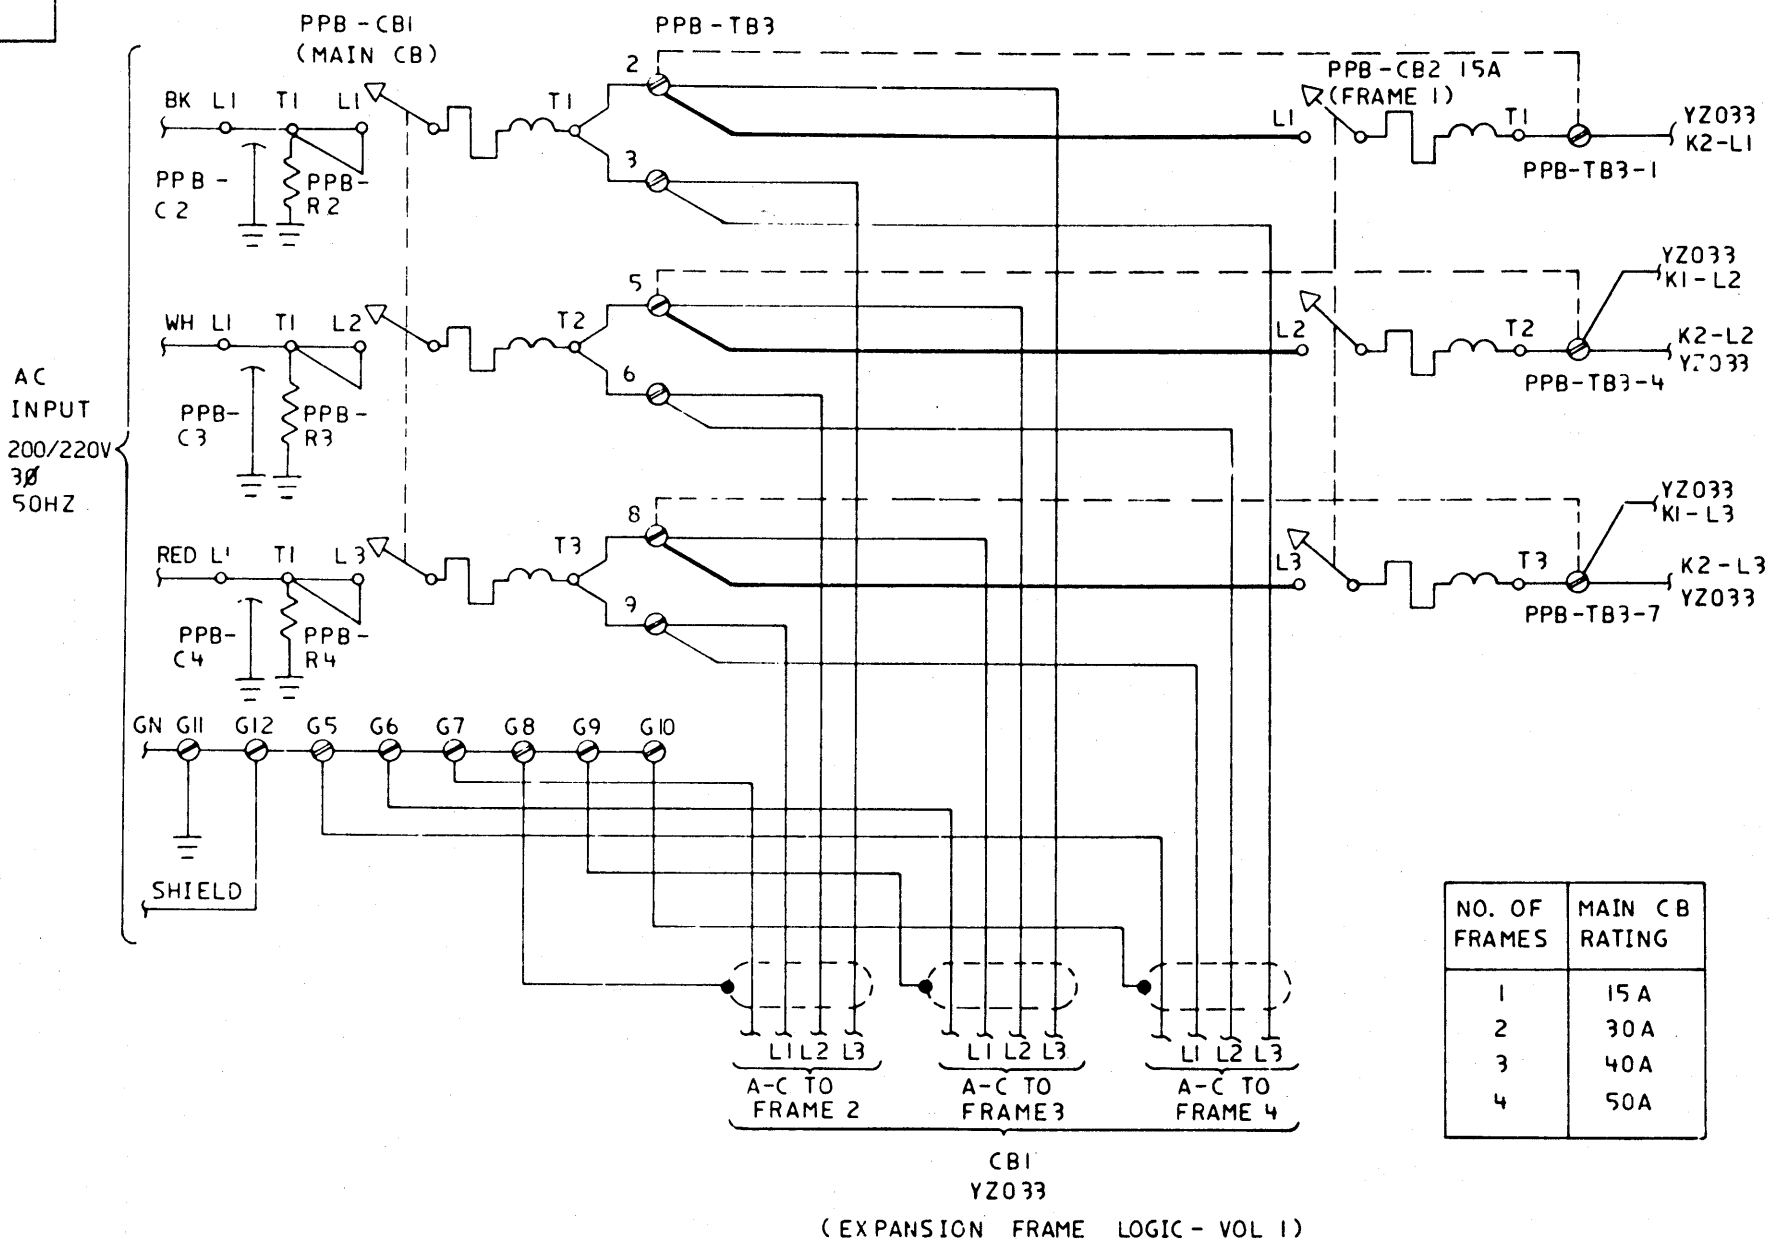 PPB-CB1
(MAIN CB)
PPB-TB3
PPB-CB2 15A
(FRAME 1)
BK L1 T1 L1
T1
2
3
L1
T1
YZ033
K2-L1
PPB-TB3-1
PPB-
C2
PPB-
R2
WH L1 T1 L2
T2
5
6
L2
T2
YZ033
K1-L2
K2-L2
YZ033
PPB-TB3-4
PPB-
C3
PPB-
R3
AC
INPUT
200/220V
3Ø
50HZ
RED L1 T1 L3
T3
8
9
L3
T3
YZ033
K1-L3
K2-L3
YZ033
PPB-TB3-7
PPB-
C4
PPB-
R4
GN G11 G12 G5 G6 G7 G8 G9 G10
SHIELD
L1 L2 L3
A-C TO
FRAME 2
L1 L2 L3
A-C TO
FRAME3
L1 L2 L3
A-C TO
FRAME 4
CB1
YZ033
(EXPANSION FRAME LOGIC - VOL 1)
NO. OF FRAMES MAIN CB RATING
1 15A
2 30A
3 40A
4 50A